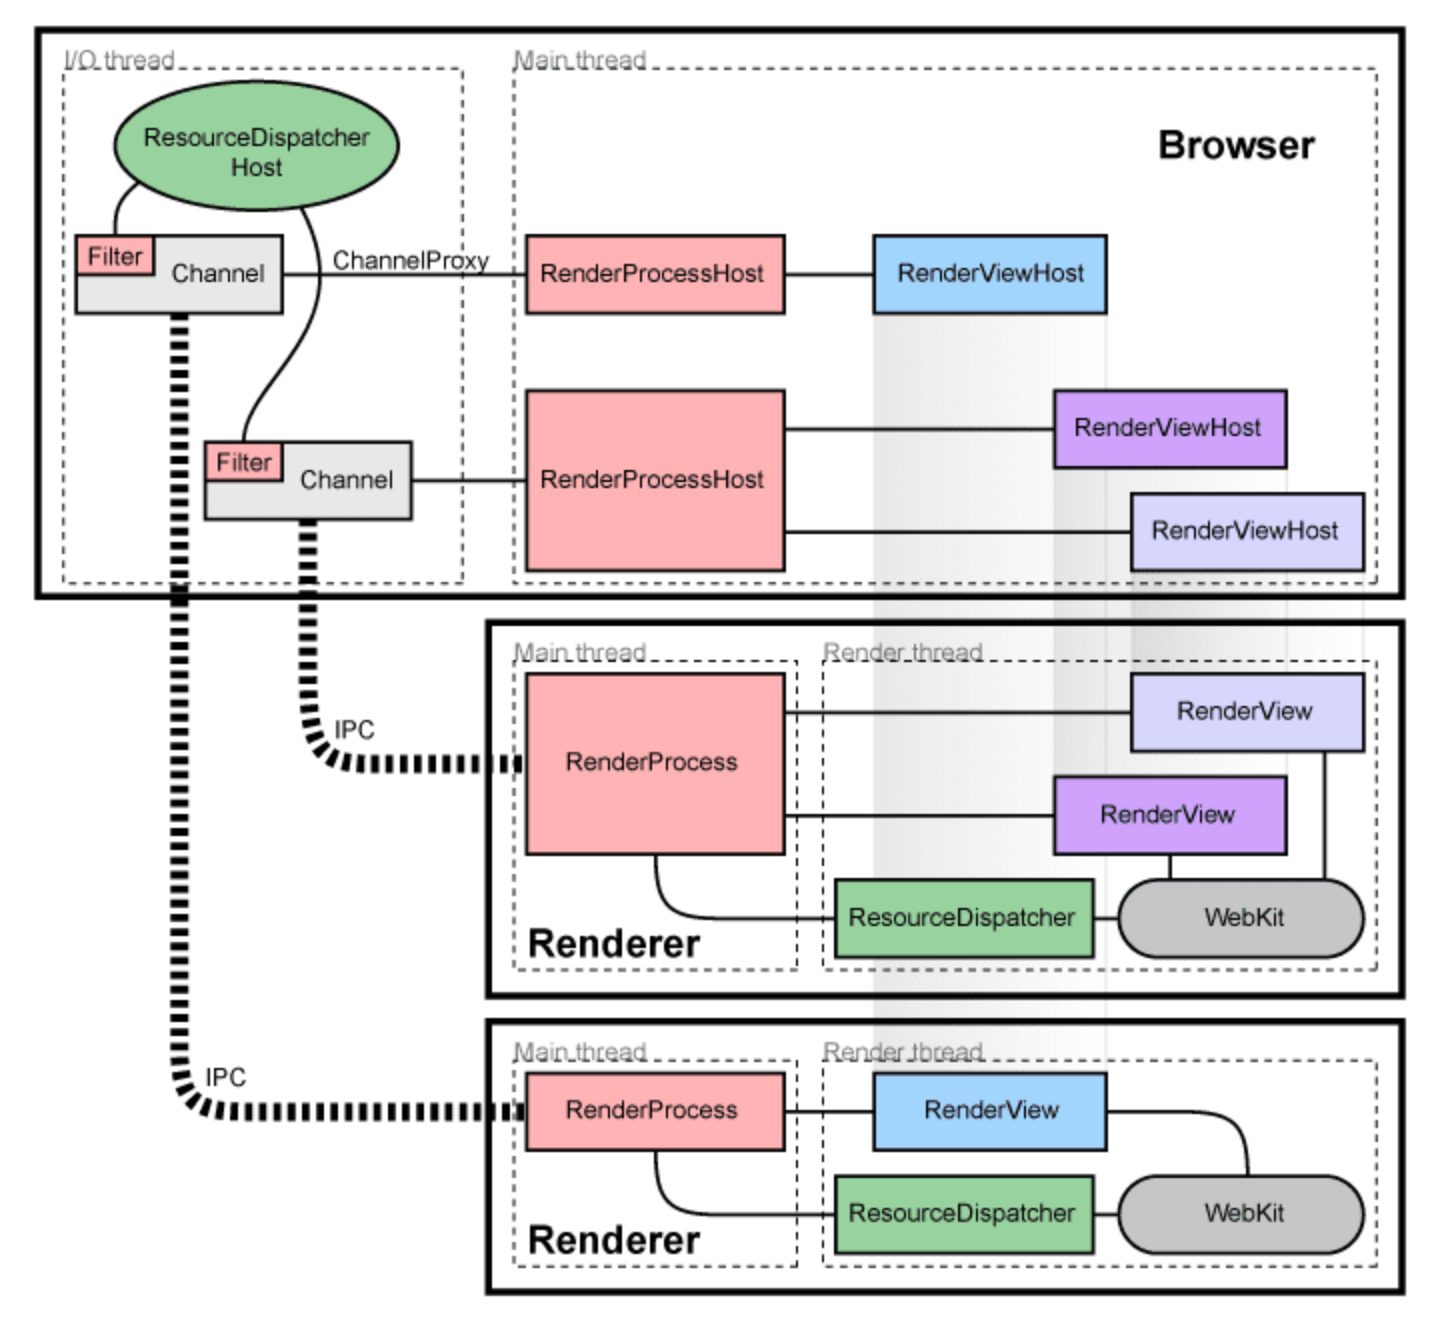 I/O thread
Main thread
Browser
ResourceDispatcher
Host
Filter
Channel
ChannelProxy
RenderProcessHost
RenderViewHost
RenderViewHost
Filter
Channel
RenderProcessHost
RenderViewHost
Main thread
Render thread
RenderView
IPC
RenderProcess
RenderView
ResourceDispatcher
WebKit
Renderer
Main thread
Render thread
IPC
RenderProcess
RenderView
ResourceDispatcher
WebKit
Renderer